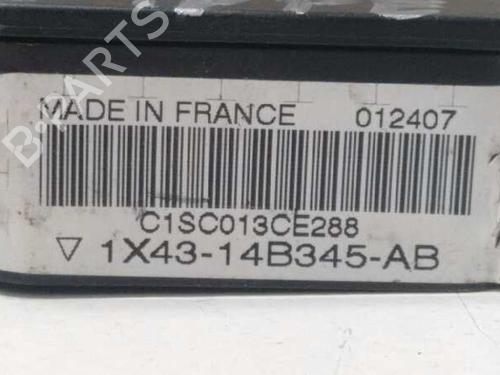 B-PARTS
MADE IN FRANCE 012407
C1SC013CE288
▽ 1X43-14B345-AB